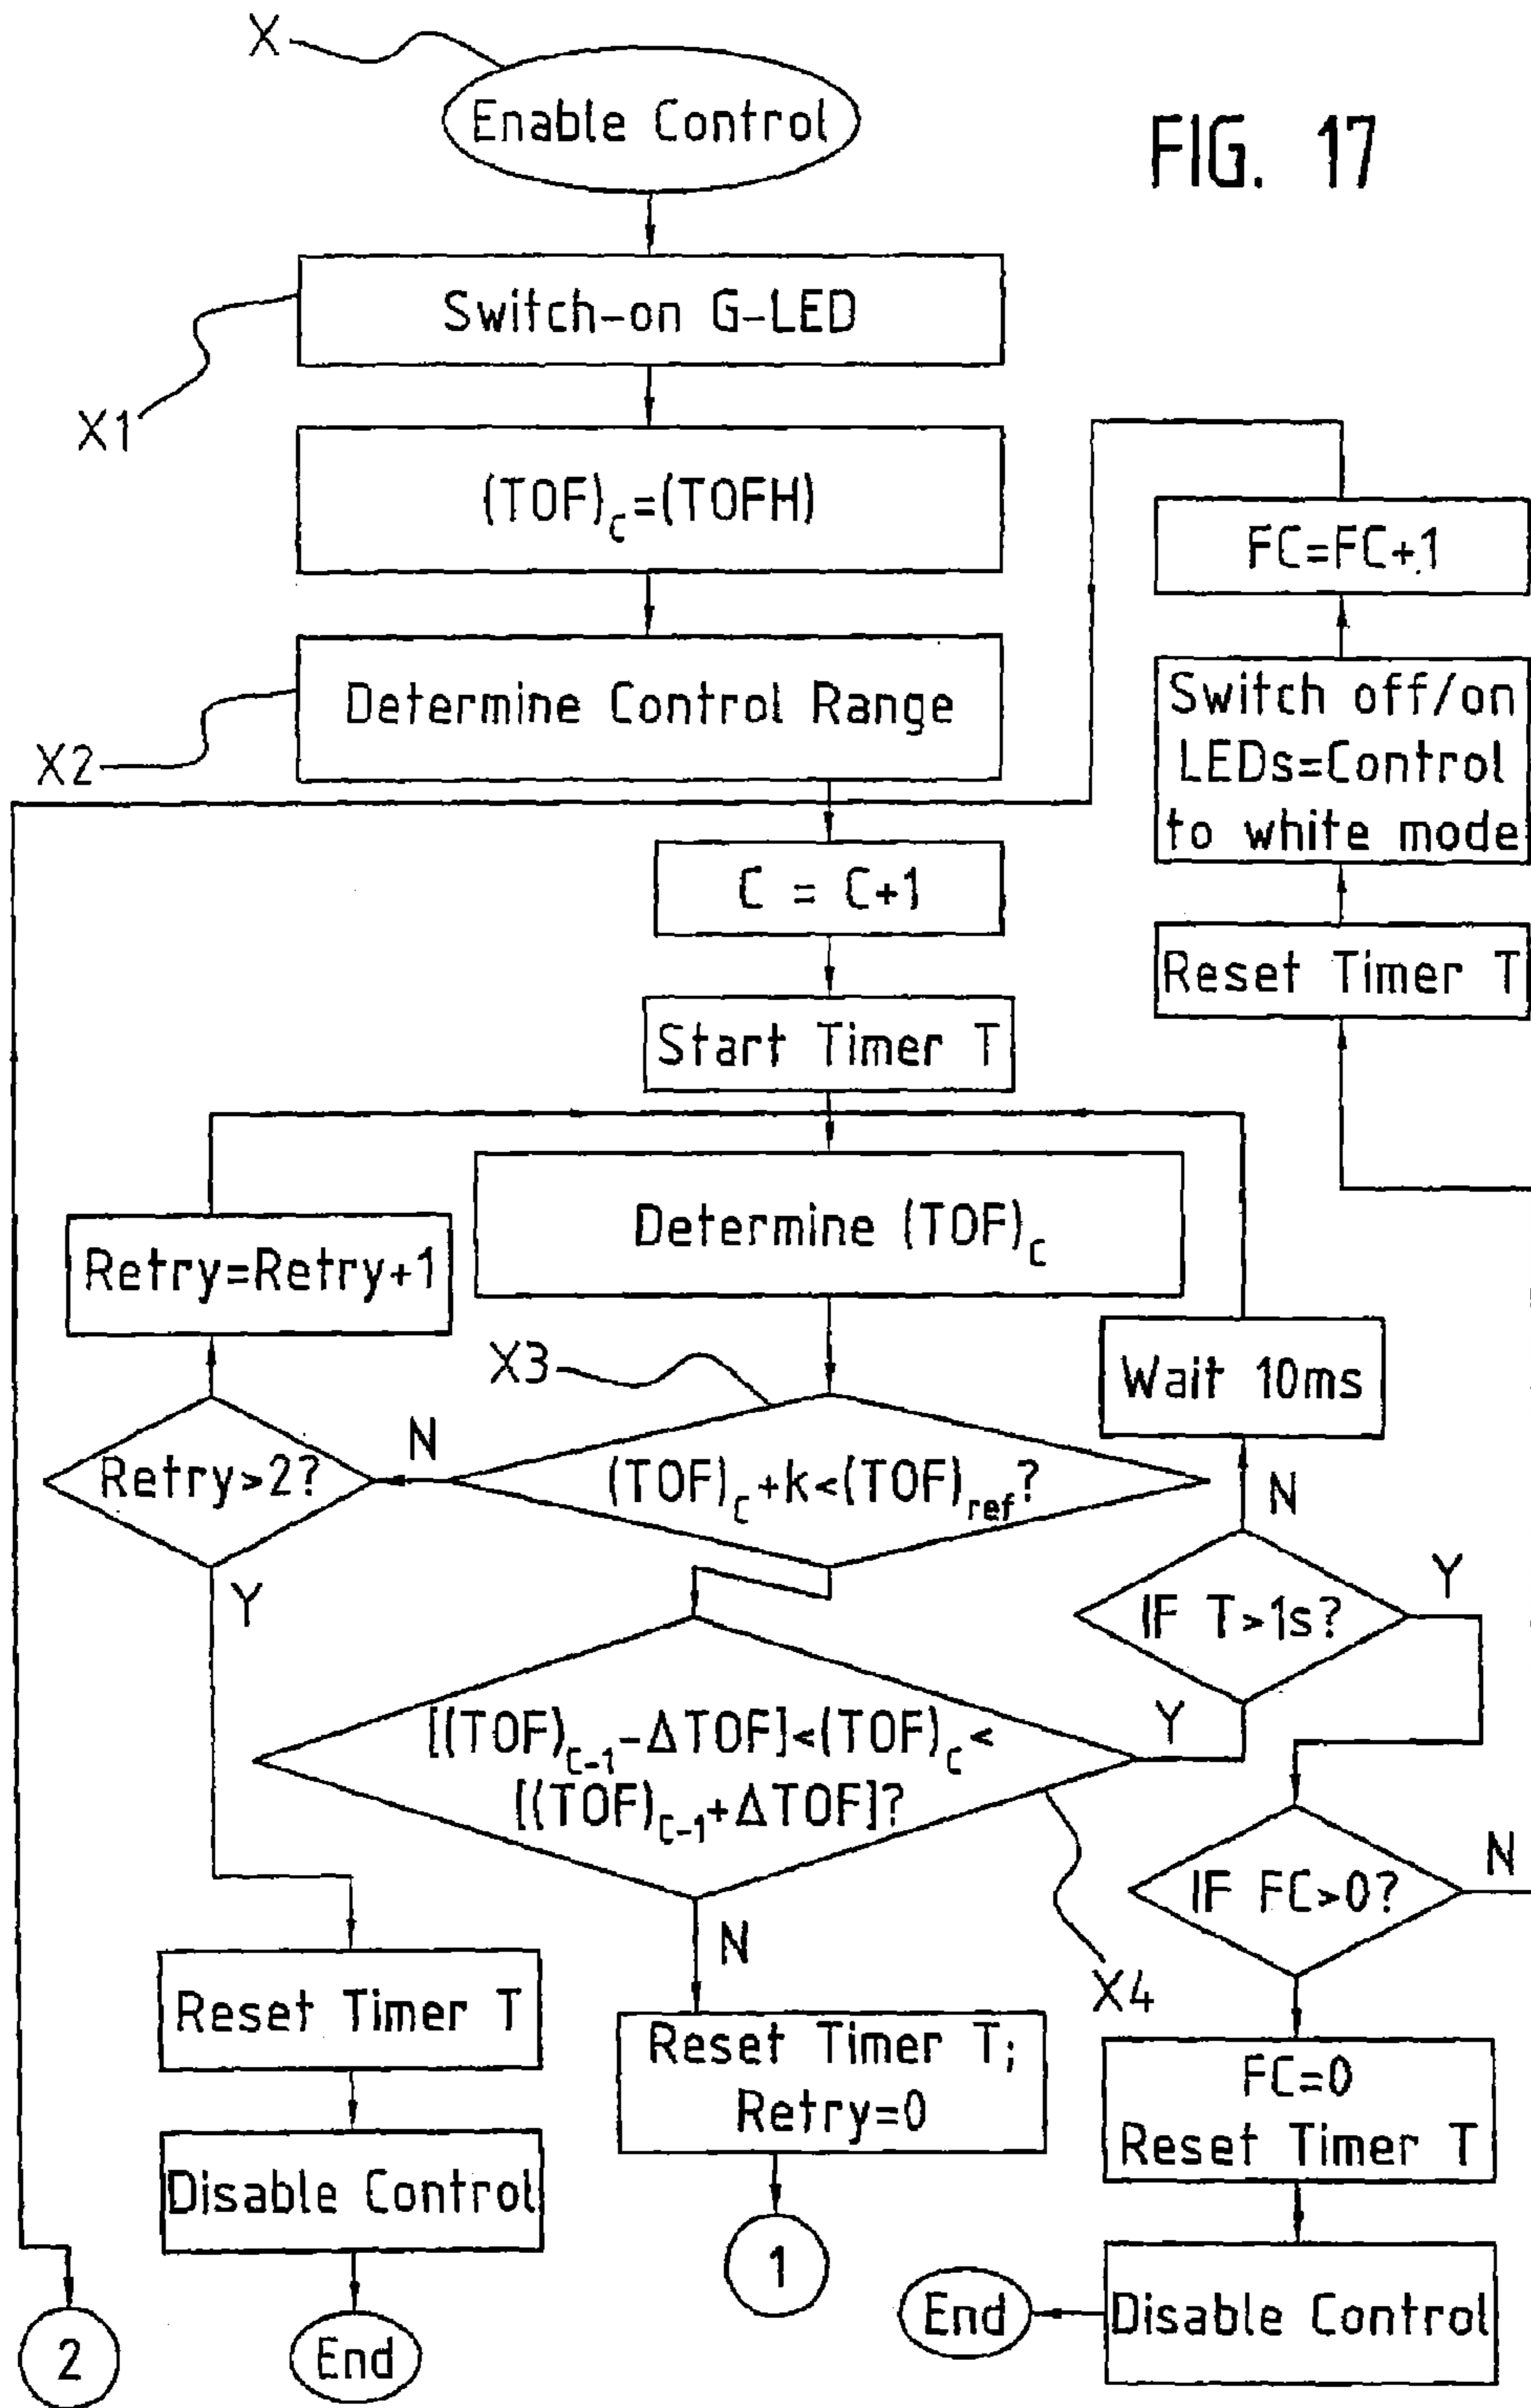 X
Enable Control
FIG. 17
Switch-on G-LED
X1
(TOF)c=(TOFH)
FC=FC+1
Determine Control Range
X2
Switch off/on
LEDs=Control
to white mode
C = C+1
Reset Timer T
Start Timer T
Determine (TOF)c
Retry=Retry+1
X3
Wait 10ms
N
Retry>2?
(TOF)c+k<(TOF)ref?
N
Y
Y
IF T>1s?
[(TOF)c-1-ΔTOF]<(TOF)c<
[(TOF)c-1+ΔTOF]?
Y
N
IF FC>0?
N
X4
Reset Timer T
Reset Timer T;
Retry=0
FC=0
Reset Timer T
Disable Control
1
End
Disable Control
2
End